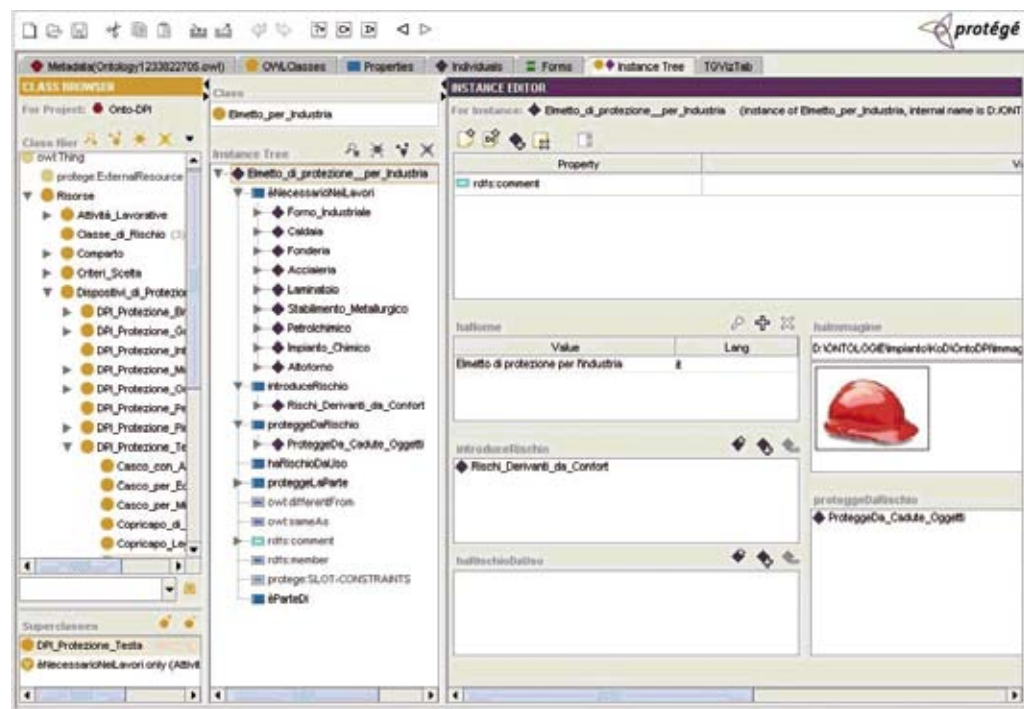 protégé
Metadata(Ontology1233822705.owl) OWLClasses Properties Individuals Forms Instance Tree TGVizTab
CLASS BROWSER
For Project: Onto-DPI
Class Hier
owl:Thing
protege:ExternalResource
Risorse
Attività_Lavorative
Classe_di_Rischio (3)
Comparto
Criteri_Scelta
Dispositivi_di_Protezion
DPI_Protezione_Br
DPI_Protezione_Ge
DPI_Protezione_Int
DPI_Protezione_Mi
DPI_Protezione_Or
DPI_Protezione_Pe
DPI_Protezione_Pie
DPI_Protezione_Te
Casco_con_A
Casco_per_Ec
Casco_per_Mi
Copricapo_di_
Copricapo_Le
Superclasses
DPI_Protezione_Testa
èNecessarioNeiLavori only (Attivit
Class
Elmetto_per_Industria
Instance Tree
Elmetto_di_protezione__per_Industria
èNecessarioNeiLavori
Forno_Industriale
Caldaia
Fonderia
Acciaieria
Laminatoio
Stabilimento_Metallurgico
Petrolchimico
Impianto_Chimico
Altoforno
introduceRischio
Rischi_Derivanti_da_Confort
proteggeDaRischio
ProteggeDa_Cadute_Oggetti
haRischioDaUso
proteggeLaParte
owl:differentFrom
owl:sameAs
rdfs:comment
rdfs:member
protege:SLOT-CONSTRAINTS
èParteDi
INSTANCE EDITOR
For Instance: Elmetto_di_protezione__per_Industria (instance of Elmetto_per_Industria, internal name is D:\ONT
Property
rdfs:comment
haNome
Value Lang
Elmetto di protezione per l'industria it
haImmagine
D:\ONTOLOGIE\Impianto\KoD\OntoDPI\immag
introduceRischio
Rischi_Derivanti_da_Confort
proteggeDaRischio
ProteggeDa_Cadute_Oggetti
haRischioDaUso